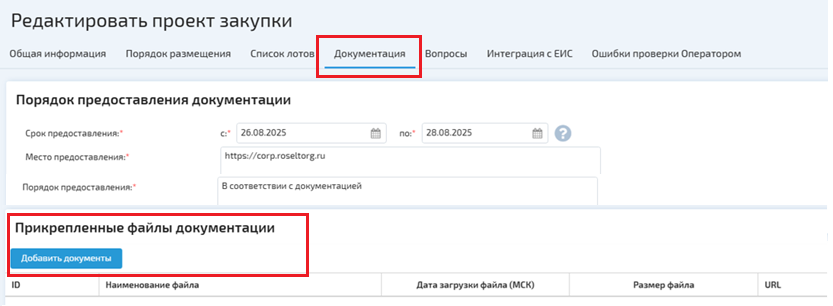 Редактировать проект закупки
Общая информация Порядок размещения Список лотов Документация Вопросы Интеграция с ЕИС Ошибки проверки Оператором
Порядок предоставления документации
Срок предоставления:* с:* 26.08.2025 по:* 28.08.2025 ?
Место предоставления:* https://corp.roseltorg.ru
Порядок предоставления:* В соответствии с документацией
Прикрепленные файлы документации
Добавить документы
ID Наименование файла Дата загрузки файла (МСК) Размер файла URL